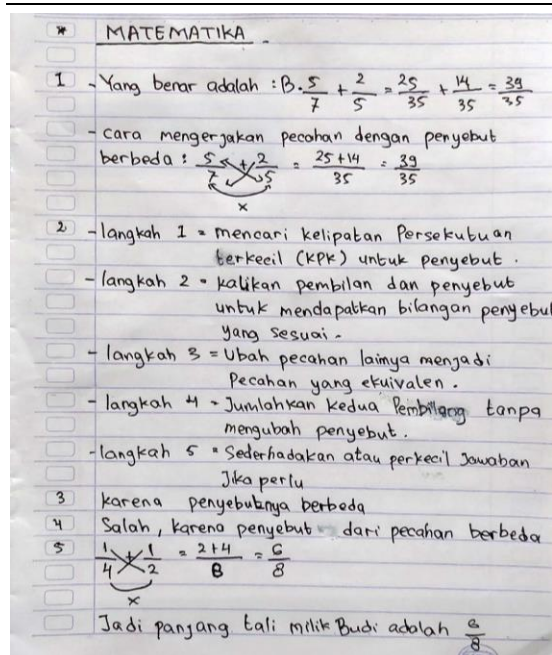 * MATEMATIKA -
1 - Yang benar adalah : B. 5/7 + 2/5 = 25/35 + 14/35 = 39/35
- cara mengerjakan pecahan dengan penyebut
berbeda : 5/7 + 2/5 = 25+14/35 = 39/35
x
2 - langkah 1 = mencari kelipatan Persekutuan
terkecil (KPK) untuk penyebut .
- langkah 2 = kalikan pembilan dan penyebut
untuk mendapatkan bilangan penyebut
yang sesuai -
- langkah 3 = Ubah pecahan lainya menjadi
Pecahan yang ekuivalen .
- langkah 4 = Jumlahkan kedua Pembilang tanpa
mengubah penyebut .
- langkah 5 = Sederhadakan atau perkecil Jawaban
Jika perlu
3 karena penyebutnya berbeda
4 Salah, karena penyebut dari pecahan berbeda
5 1/4 + 1/2 = 2+4/8 = 6/8
x
Jadi panjang tali milik Budi adalah 6/8